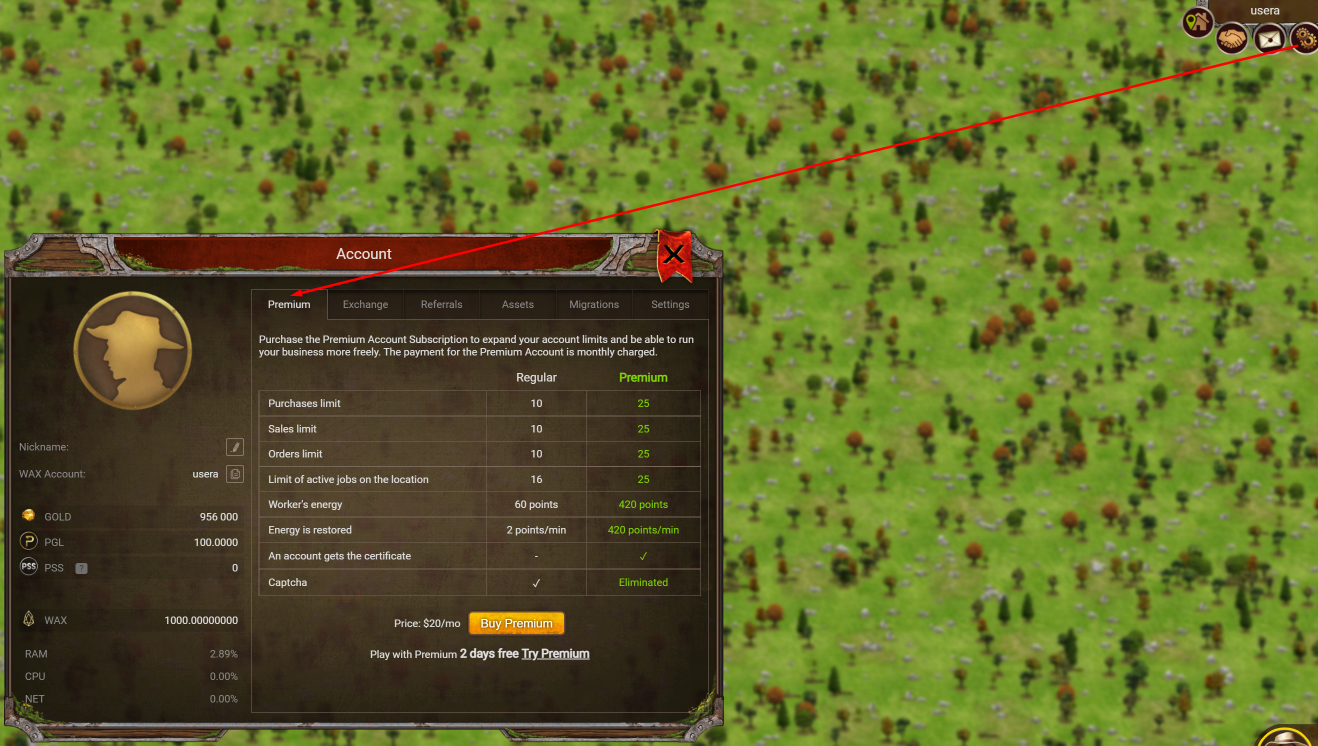 usera
Account
Premium Exchange Referrals Assets Migrations Settings
Purchase the Premium Account Subscription to expand your account limits and be able to run
your business more freely. The payment for the Premium Account is monthly charged.
Regular Premium
Purchases limit 10 25
Sales limit 10 25
Orders limit 10 25
Limit of active jobs on the location 16 25
Worker's energy 60 points 420 points
Energy is restored 2 points/min 420 points/min
An account gets the certificate - ✓
Captcha ✓ Eliminated
Price: $20/mo Buy Premium
Play with Premium 2 days free Try Premium
Nickname:
WAX Account: usera
GOLD 956 000
P PGL 100.0000
PSS PSS ? 0
WAX 1000.00000000
RAM 2.89%
CPU 0.00%
NET 0.00%